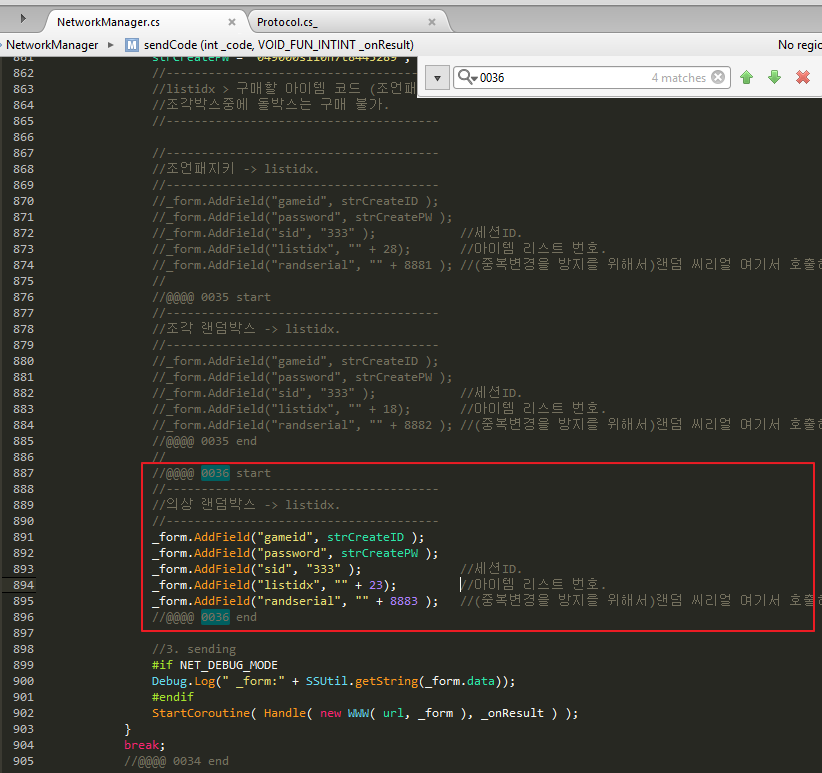 NetworkManager.cs ×
Protocol.cs_ ×
NetworkManager ▸ M sendCode (int _code, VOID_FUN_INTINT _onResult)
No regio
0036
4 matches
861 strCreatePW =
862 //---------------------------------------
863 //listidx > 구매할 아이템 코드 (조언패
864 //조각박스중에 돌박스는 구매 불가.
865 //---------------------------------------
866
867 //---------------------------------------
868 //조언패지키 -> listidx.
869 //---------------------------------------
870 //_form.AddField("gameid", strCreateID );
871 //_form.AddField("password", strCreatePW );
872 //_form.AddField("sid", "333" ); //세션ID.
873 //_form.AddField("listidx", "" + 28); //아이템 리스트 번호.
874 //_form.AddField("randserial", "" + 8881 ); //(중복변경을 방지를 위해서)랜덤 씨리얼 여기서 호출하
875 //
876 //@@@@ 0035 start
877 //---------------------------------------
878 //조각 랜덤박스 -> listidx.
879 //---------------------------------------
880 //_form.AddField("gameid", strCreateID );
881 //_form.AddField("password", strCreatePW );
882 //_form.AddField("sid", "333" ); //세션ID.
883 //_form.AddField("listidx", "" + 18); //아이템 리스트 번호.
884 //_form.AddField("randserial", "" + 8882 ); //(중복변경을 방지를 위해서)랜덤 씨리얼 여기서 호출하
885 //@@@@ 0035 end
886 //
887 //@@@@ 0036 start
888 //---------------------------------------
889 //의상 랜덤박스 -> listidx.
890 //---------------------------------------
891 _form.AddField("gameid", strCreateID );
892 _form.AddField("password", strCreatePW );
893 _form.AddField("sid", "333" ); //세션ID.
894 _form.AddField("listidx", "" + 23); //아이템 리스트 번호.
895 _form.AddField("randserial", "" + 8883 ); //(중복변경을 방지를 위해서)랜덤 씨리얼 여기서 호출하
896 //@@@@ 0036 end
897
898 //3. sending
899 #if NET_DEBUG_MODE
900 Debug.Log(" _form:" + SSUtil.getString(_form.data));
901 #endif
902 StartCoroutine( Handle( new WWW( url, _form ), _onResult ) );
903 }
904 break;
905 //@@@@ 0034 end